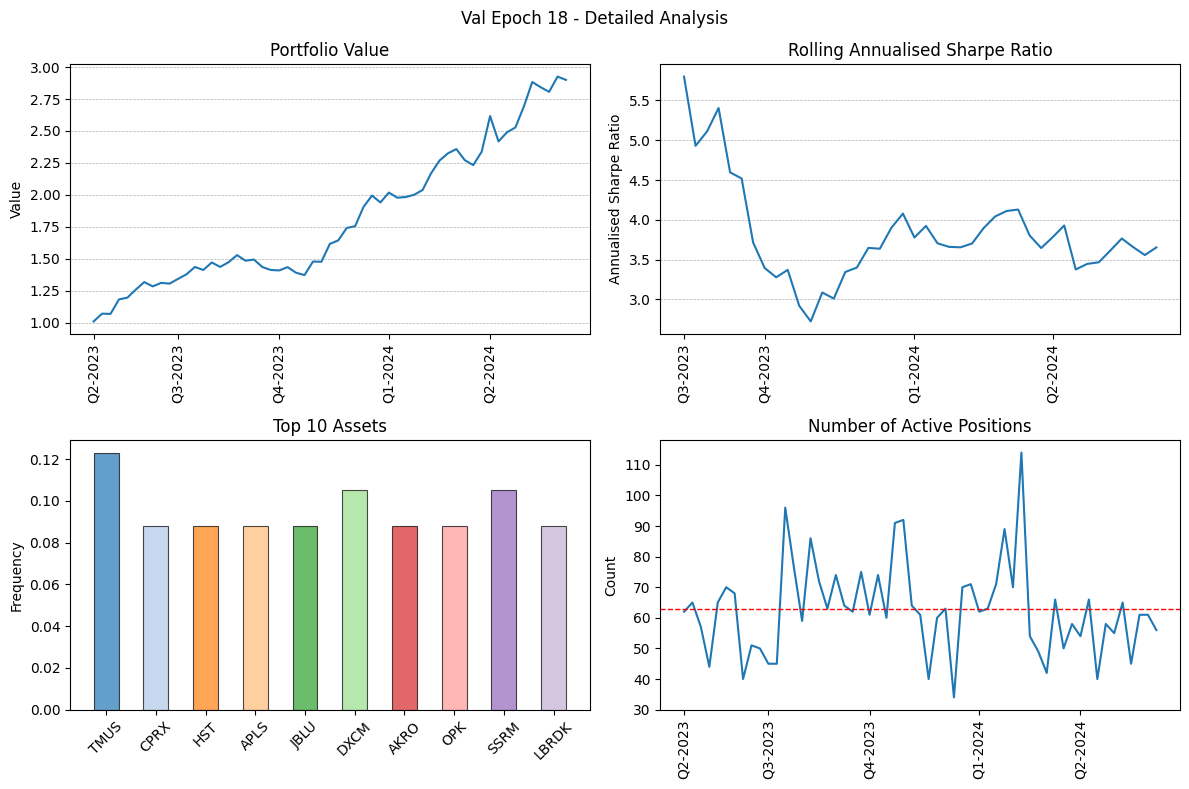 Val Epoch 18 - Detailed Analysis
Portfolio Value
Value
3.00
2.75
2.50
2.25
2.00
1.75
1.50
1.25
1.00
Q2-2023
Q3-2023
Q4-2023
Q1-2024
Q2-2024
Rolling Annualised Sharpe Ratio
Annualised Sharpe Ratio
5.5
5.0
4.5
4.0
3.5
3.0
Q3-2023
Q4-2023
Q1-2024
Q2-2024
Top 10 Assets
Frequency
0.12
0.10
0.08
0.06
0.04
0.02
0.00
TMUS
CPRX
HST
APLS
JBLU
DXCM
AKRO
OPK
SSRM
LBRDK
Number of Active Positions
Count
110
100
90
80
70
60
50
40
30
Q2-2023
Q3-2023
Q4-2023
Q1-2024
Q2-2024